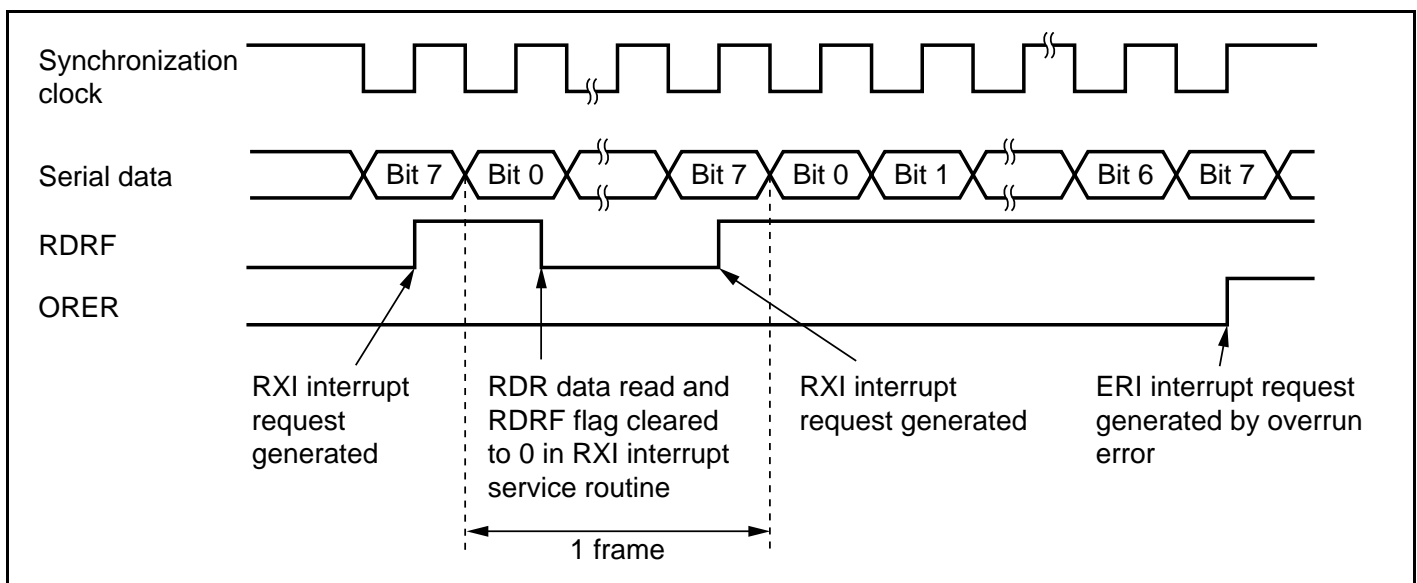 Synchronization
clock
Serial data
Bit 7
Bit 0
Bit 7
Bit 0
Bit 1
Bit 6
Bit 7
RDRF
ORER
RXI interrupt
request
generated
RDR data read and
RDRF flag cleared
to 0 in RXI interrupt
service routine
RXI interrupt
request generated
ERI interrupt request
generated by overrun
error
1 frame